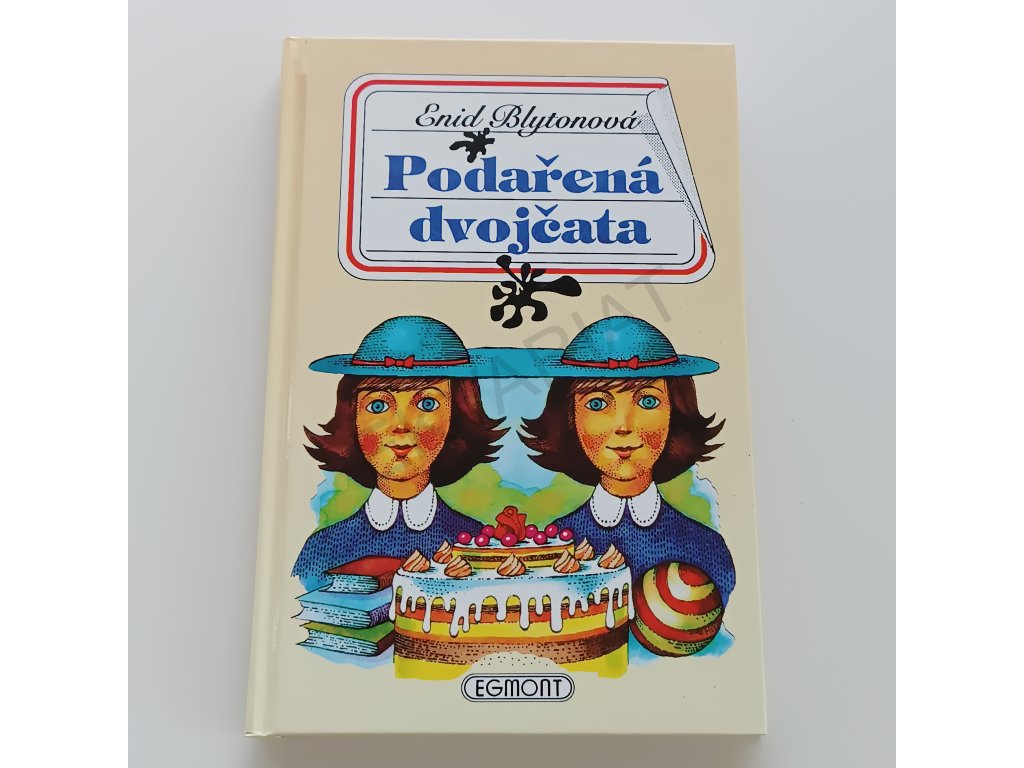 Enid Blytonová
Podařená
dvojčata
EGMONT